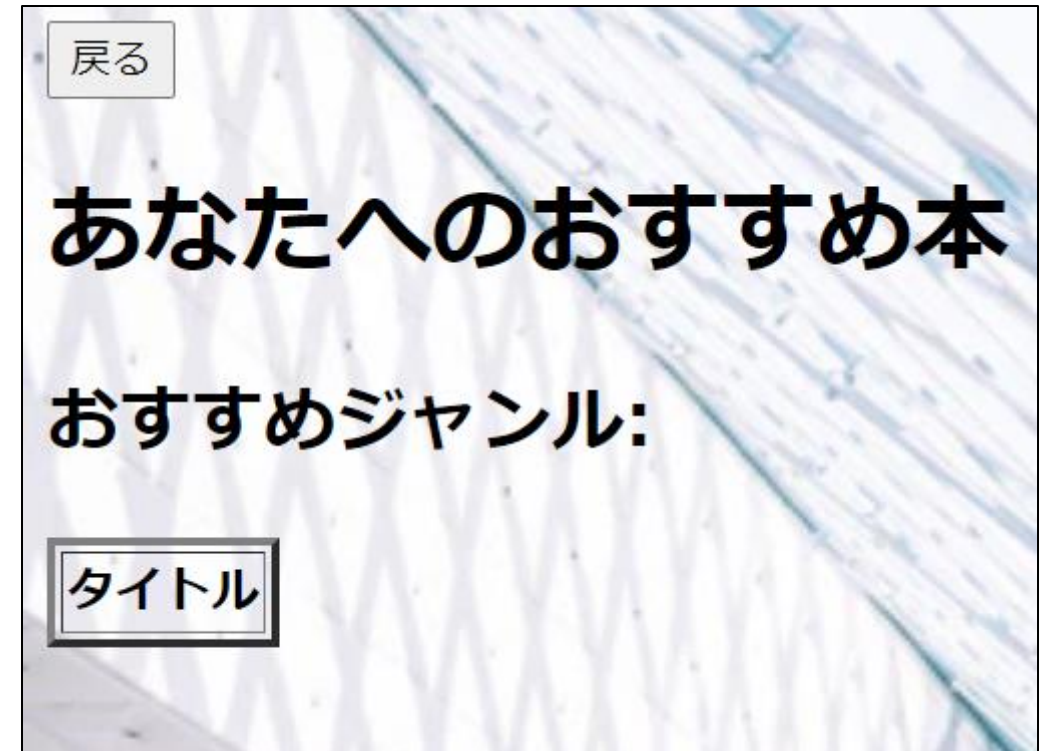 戻る
あなたへのおすすめ本
おすすめジャンル:
タイトル